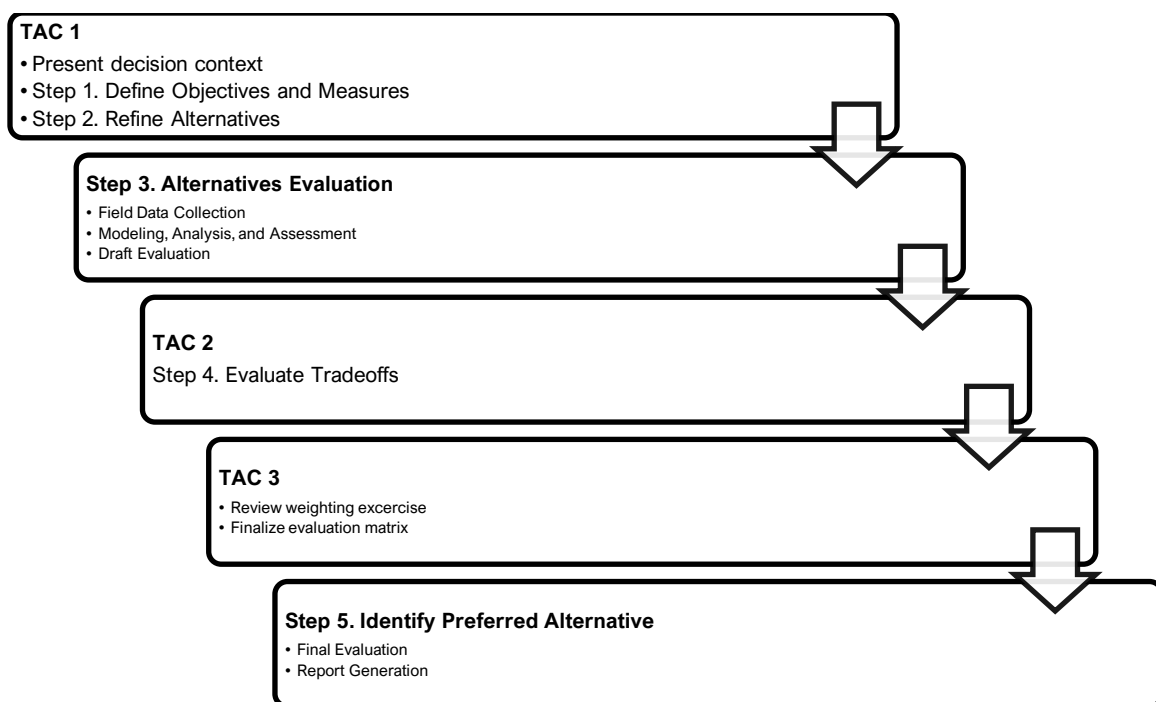 TAC 1
• Present decision context
• Step 1. Define Objectives and Measures
• Step 2. Refine Alternatives
Step 3. Alternatives Evaluation
• Field Data Collection
• Modeling, Analysis, and Assessment
• Draft Evaluation
TAC 2
Step 4. Evaluate Tradeoffs
TAC 3
• Review weighting excercise
• Finalize evaluation matrix
Step 5. Identify Preferred Alternative
• Final Evaluation
• Report Generation